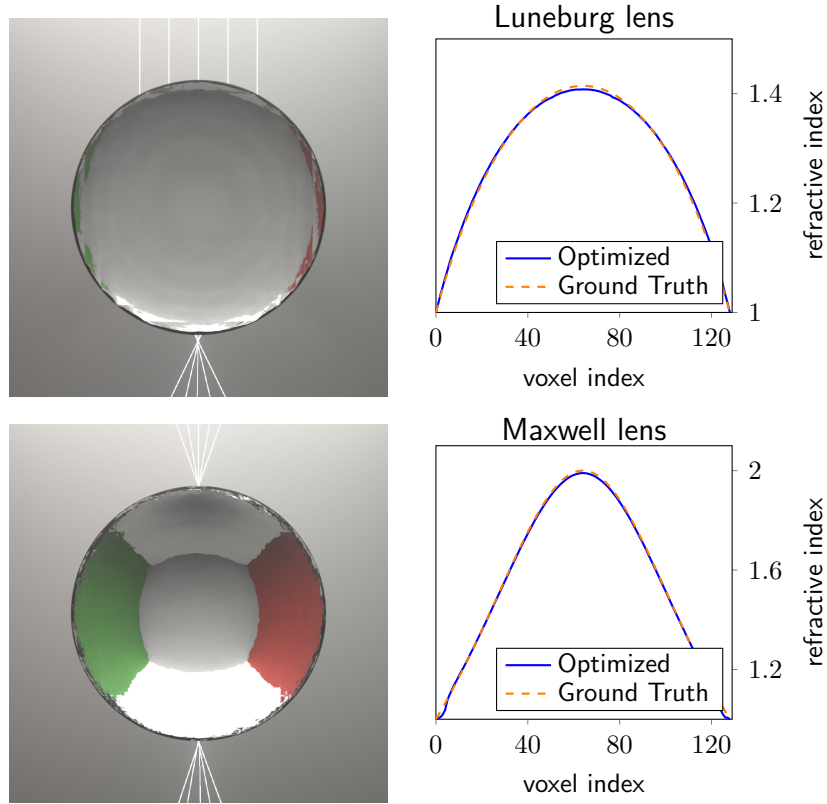 Luneburg lens
1.4
1.2
1
refractive index
Optimized
Ground Truth
0 40 80 120
voxel index
Maxwell lens
2
1.6
1.2
refractive index
Optimized
Ground Truth
0 40 80 120
voxel index